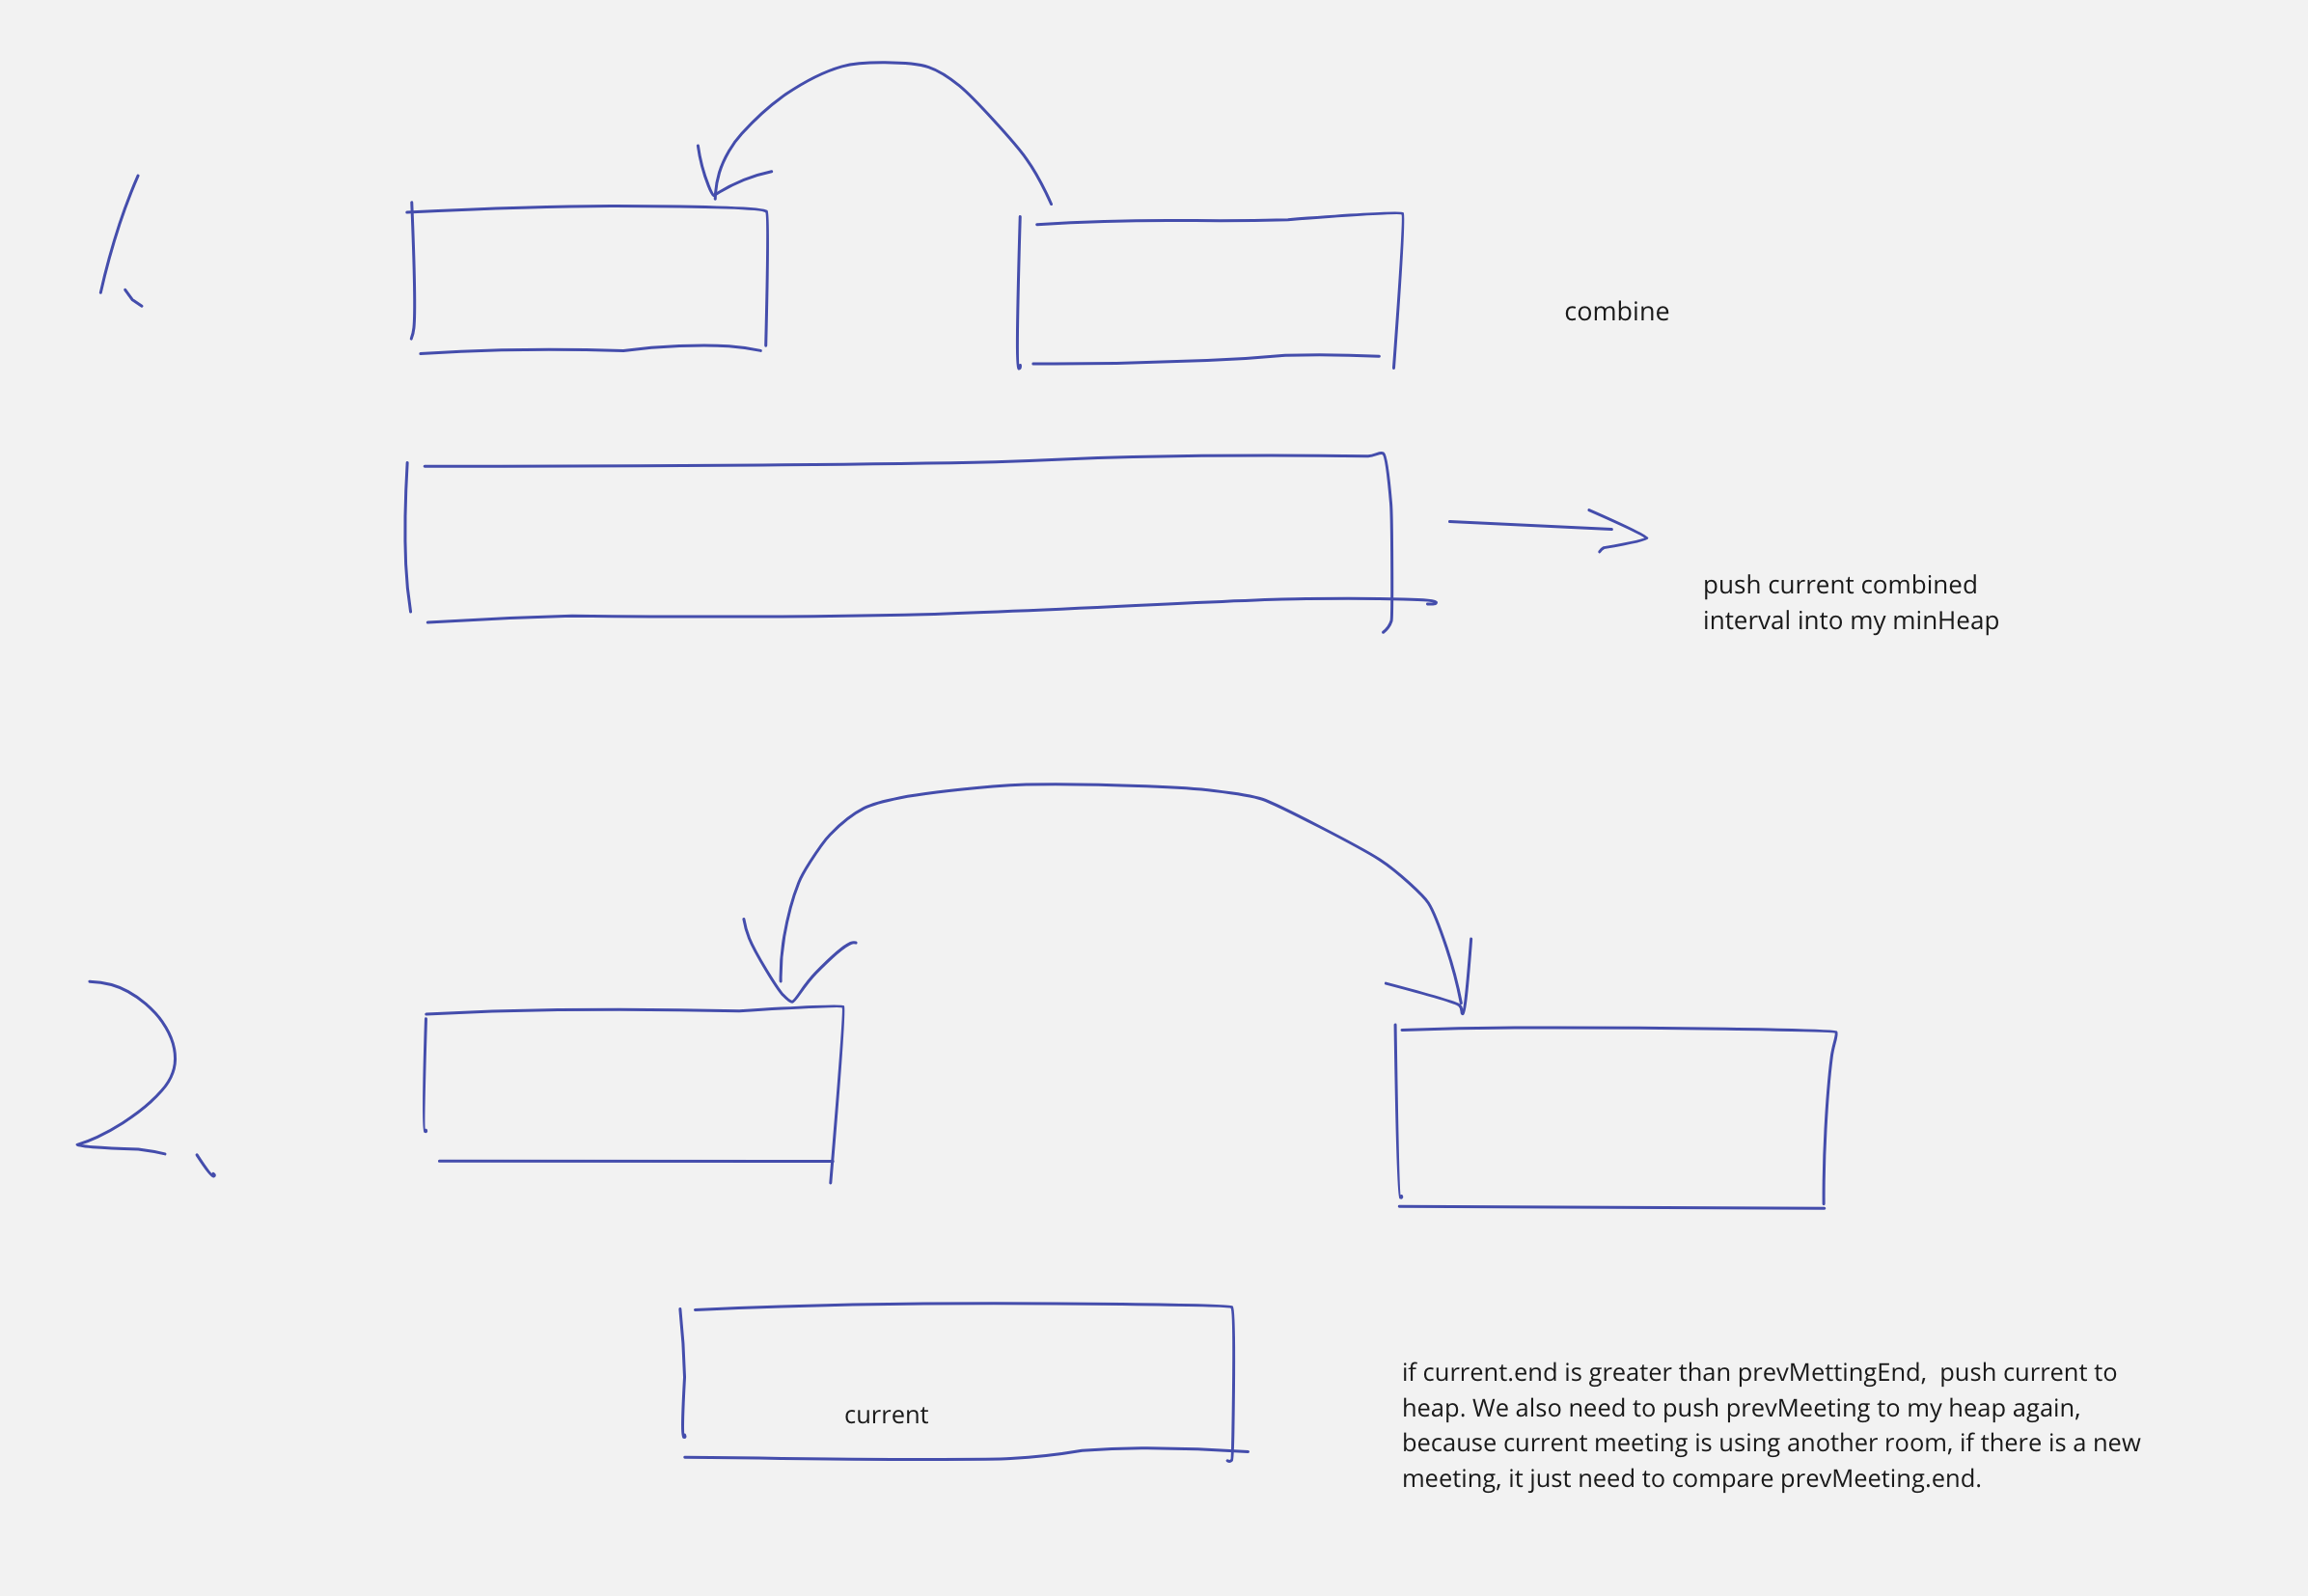 1.
combine
push current combined
interval into my minHeap
2.
current
if current.end is greater than prevMettingEnd,  push current to
heap. We also need to push prevMeeting to my heap again,
because current meeting is using another room, if there is a new
meeting, it just need to compare prevMeeting.end.